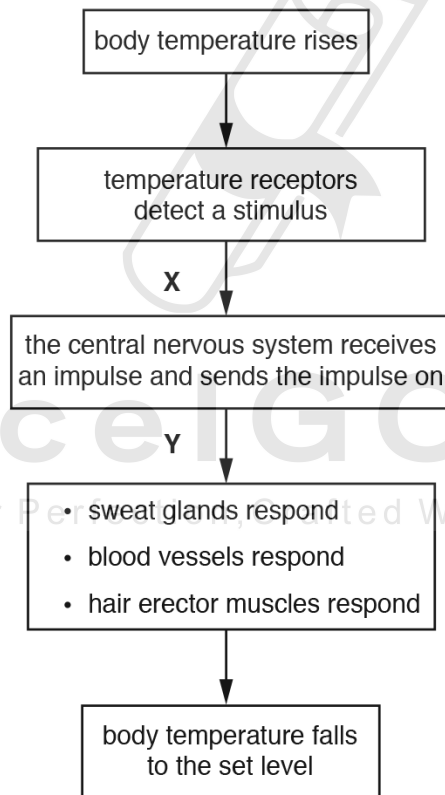 body temperature rises
temperature receptors
detect a stimulus
X
the central nervous system receives
an impulse and sends the impulse on
Y
• sweat glands respond
• blood vessels respond
• hair erector muscles respond
body temperature falls
to the set level